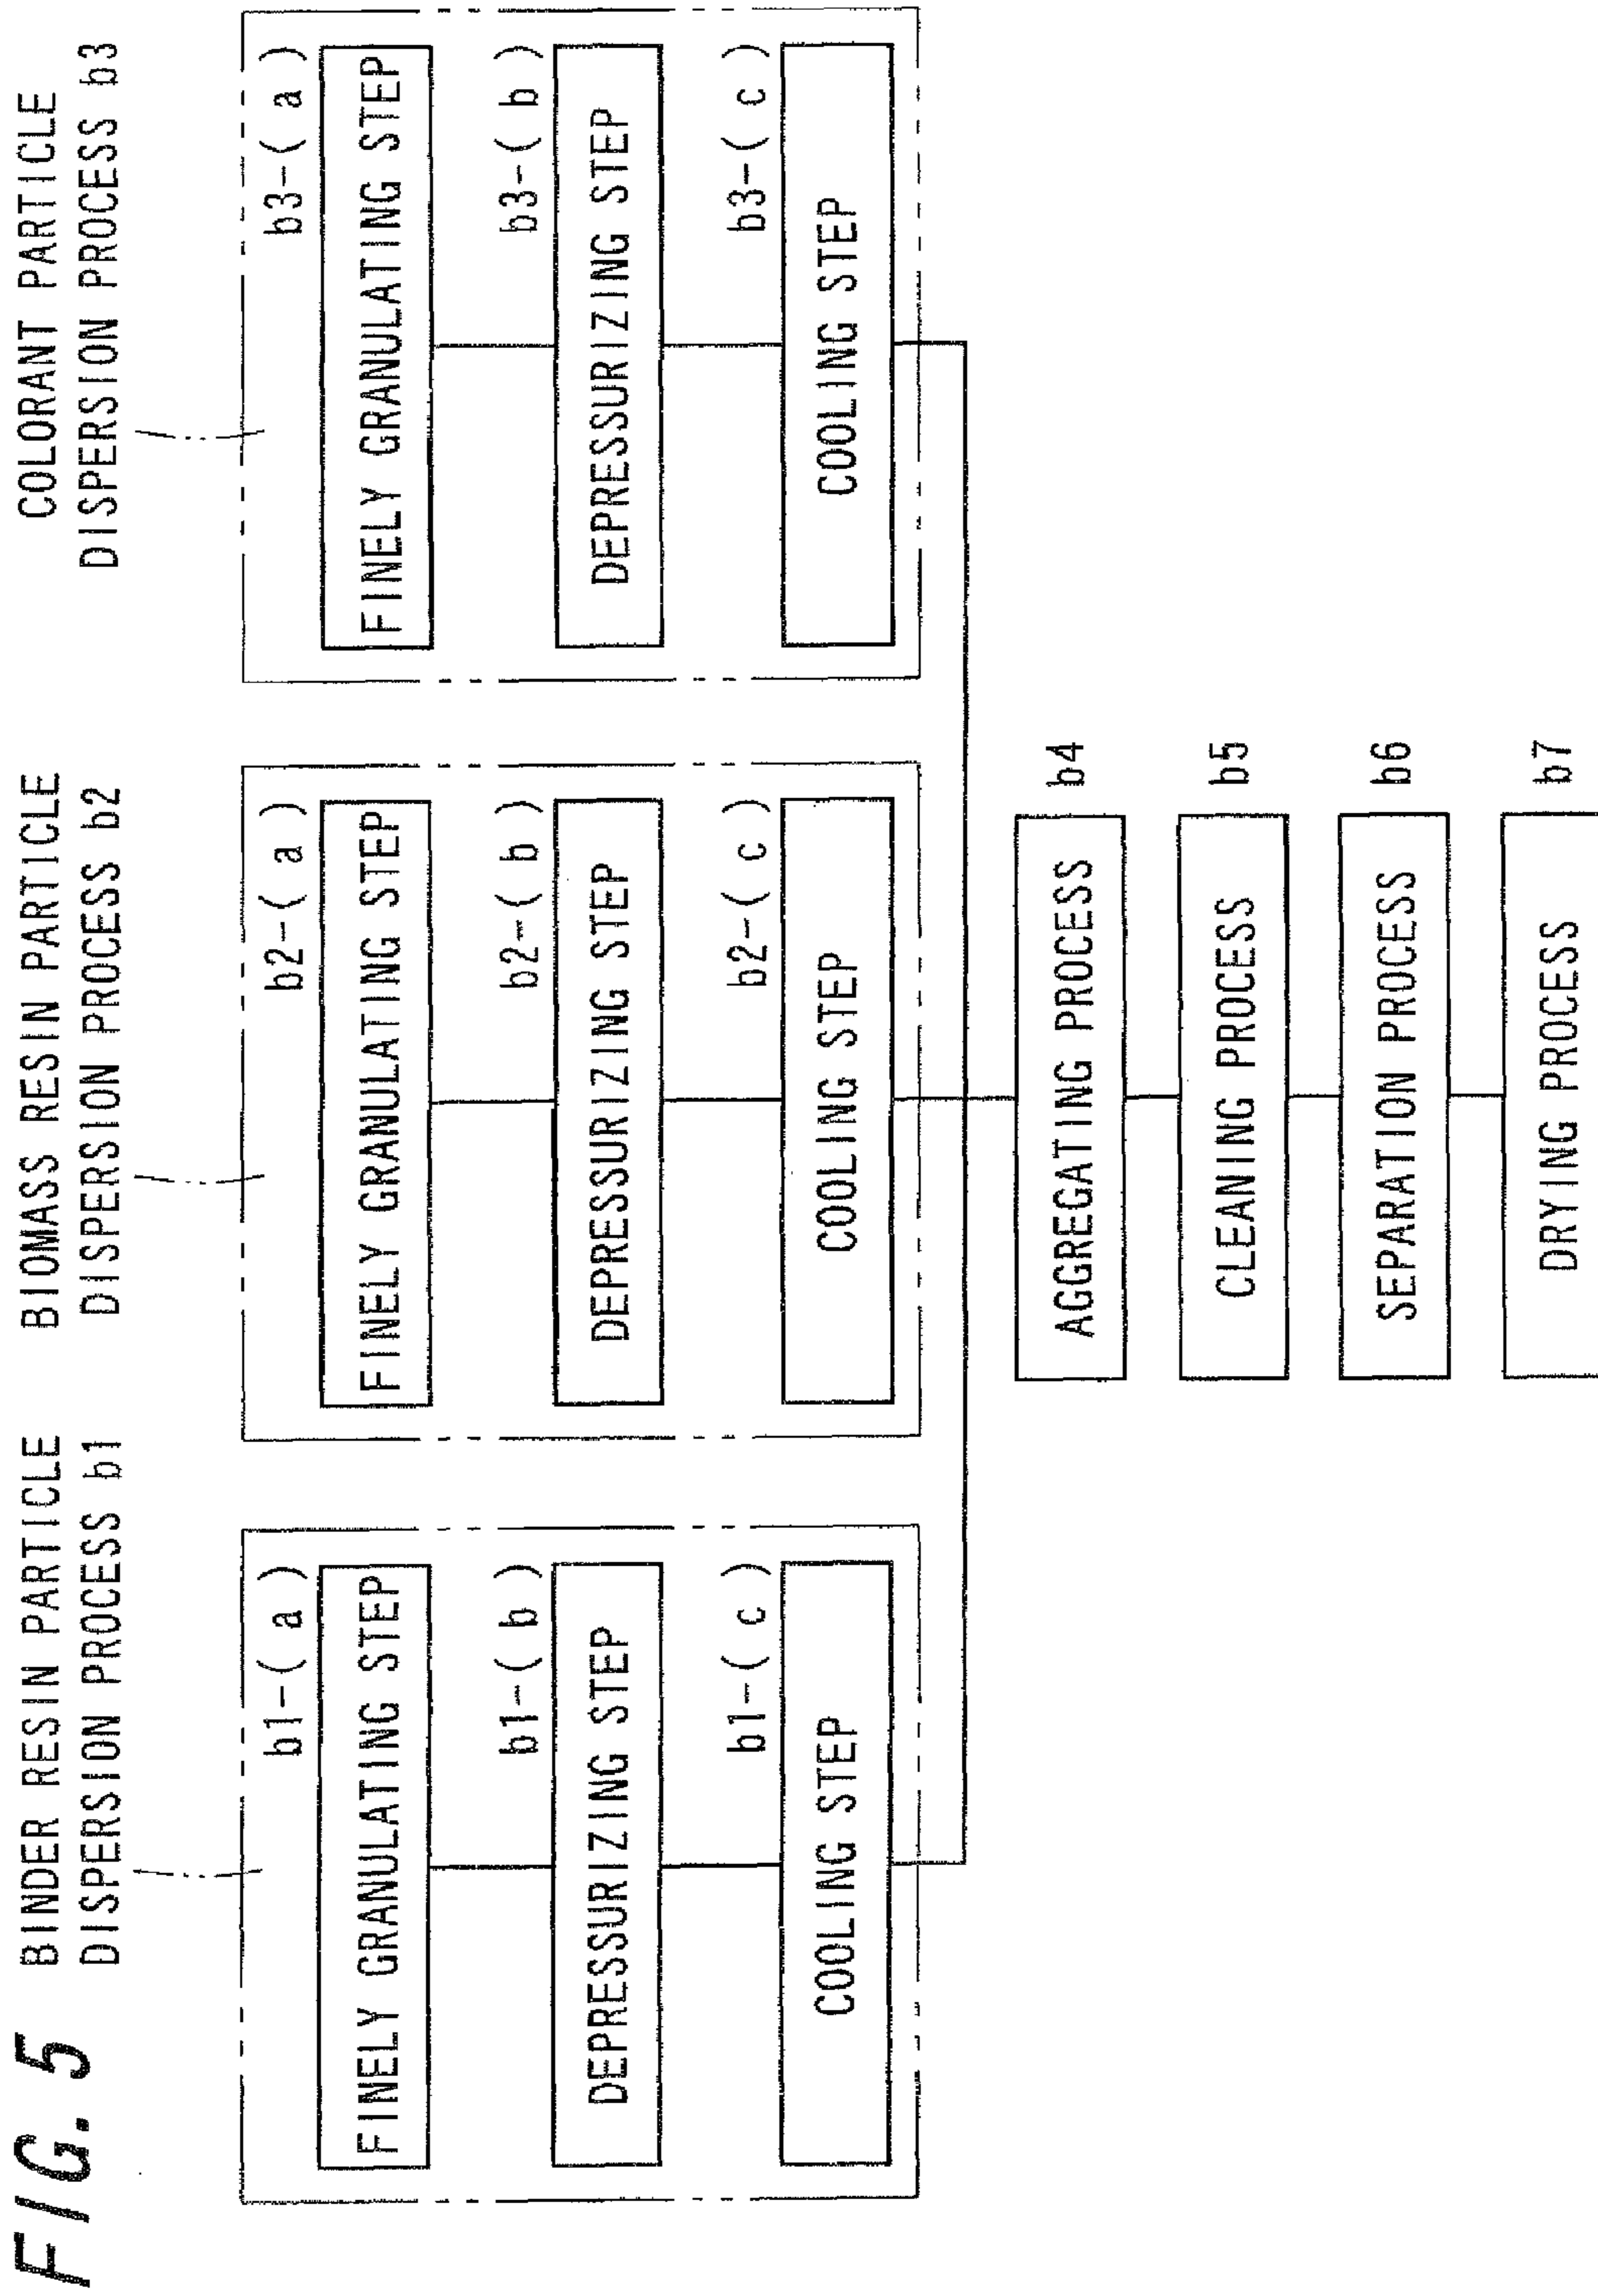 FIG. 5
BINDER RESIN PARTICLE
DISPERSION PROCESS b1
b1-(a)
FINELY GRANULATING STEP
b1-(b)
DEPRESSURIZING STEP
b1-(c)
COOLING STEP
BIOMASS RESIN PARTICLE
DISPERSION PROCESS b2
b2-(a)
FINELY GRANULATING STEP
b2-(b)
DEPRESSURIZING STEP
b2-(c)
COOLING STEP
COLORANT PARTICLE
DISPERSION PROCESS b3
b3-(a)
FINELY GRANULATING STEP
b3-(b)
DEPRESSURIZING STEP
b3-(c)
COOLING STEP
AGGREGATING PROCESS b4
CLEANING PROCESS b5
SEPARATION PROCESS b6
DRYING PROCESS b7